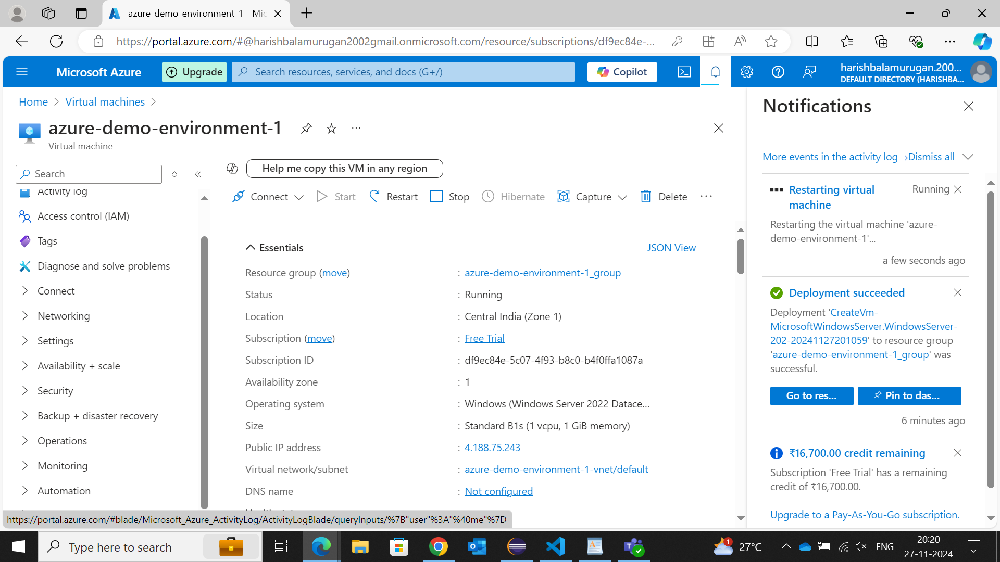 azure-demo-environment-1 - Mic
https://portal.azure.com/#@harishbalamurugan2002gmail.onmicrosoft.com/resource/subscriptions/df9ec84e-...
Microsoft Azure
Upgrade
Search resources, services, and docs (G+/)
Copilot
harishbalamurugan.200...
DEFAULT DIRECTORY (HARISHBA...
Home
Virtual machines
azure-demo-environment-1
Virtual machine
Search
Activity log
Access control (IAM)
Tags
Diagnose and solve problems
Connect
Networking
Settings
Availability + scale
Security
Backup + disaster recovery
Operations
Monitoring
Automation
Help me copy this VM in any region
Connect
Start
Restart
Stop
Hibernate
Capture
Delete
Essentials
JSON View
Resource group (move) : azure-demo-environment-1_group
Status : Running
Location : Central India (Zone 1)
Subscription (move) : Free Trial
Subscription ID : df9ec84e-5c07-4f93-b8c0-b4f0ffa1087a
Availability zone : 1
Operating system : Windows (Windows Server 2022 Datace...
Size : Standard B1s (1 vcpu, 1 GiB memory)
Public IP address : 4.188.75.243
Virtual network/subnet : azure-demo-environment-1-vnet/default
DNS name : Not configured
https://portal.azure.com/#blade/Microsoft_Azure_ActivityLog/ActivityLogBlade/queryInputs/%7B"user"%3A"%40me"%7D
Notifications
More events in the activity log →
Dismiss all
Restarting virtual
machine
Running
Restarting the virtual machine 'azure-
demo-environment-1'...
a few seconds ago
Deployment succeeded
Deployment 'CreateVm-
MicrosoftWindowsServer.WindowsServer-
202-20241127201059' to resource group
'azure-demo-environment-1_group' was
successful.
Go to res...
Pin to das...
6 minutes ago
₹16,700.00 credit remaining
Subscription 'Free Trial' has a remaining
credit of ₹16,700.00.
Upgrade to a Pay-As-You-Go subscription.
Type here to search
1
27°C
ENG
20:20
27-11-2024